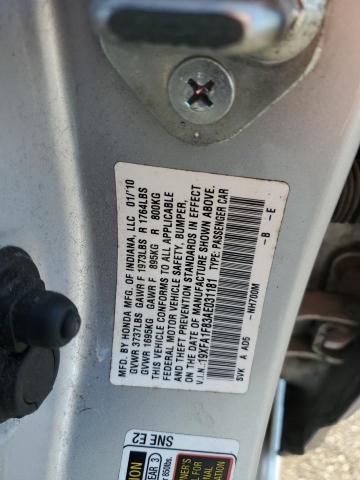 MFD. BY HONDA MFG. OF INDIANA, LLC 01/10
GVWR 3737LBS GAWR F 1973LBS R 1764LBS
GVWR 1695KG GAWR F 895KG R 800KG
THIS VEHICLE CONFORMS TO ALL APPLICABLE
FEDERAL MOTOR VEHICLE SAFETY, BUMPER,
AND THEFT PREVENTION STANDARDS IN EFFECT
ON THE DATE OF MANUFACTURE SHOWN ABOVE.
V.I.N.: 19XFA1F83AE031181 TYPE: PASSENGER CAR
-NH700M -B -E
SVK A AD5
SNE E2